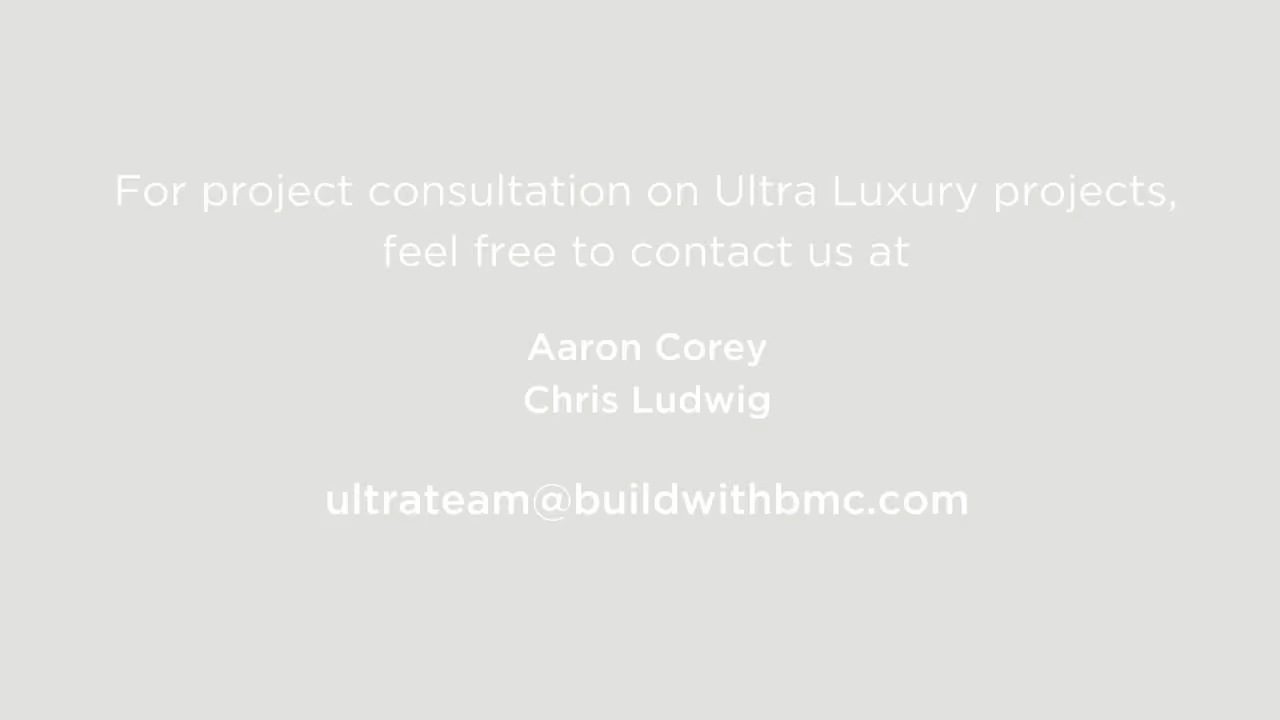 For project consultation on Ultra Luxury projects,
feel free to contact us at
Aaron Corey
Chris Ludwig
ultrateam@buildwithbmc.com